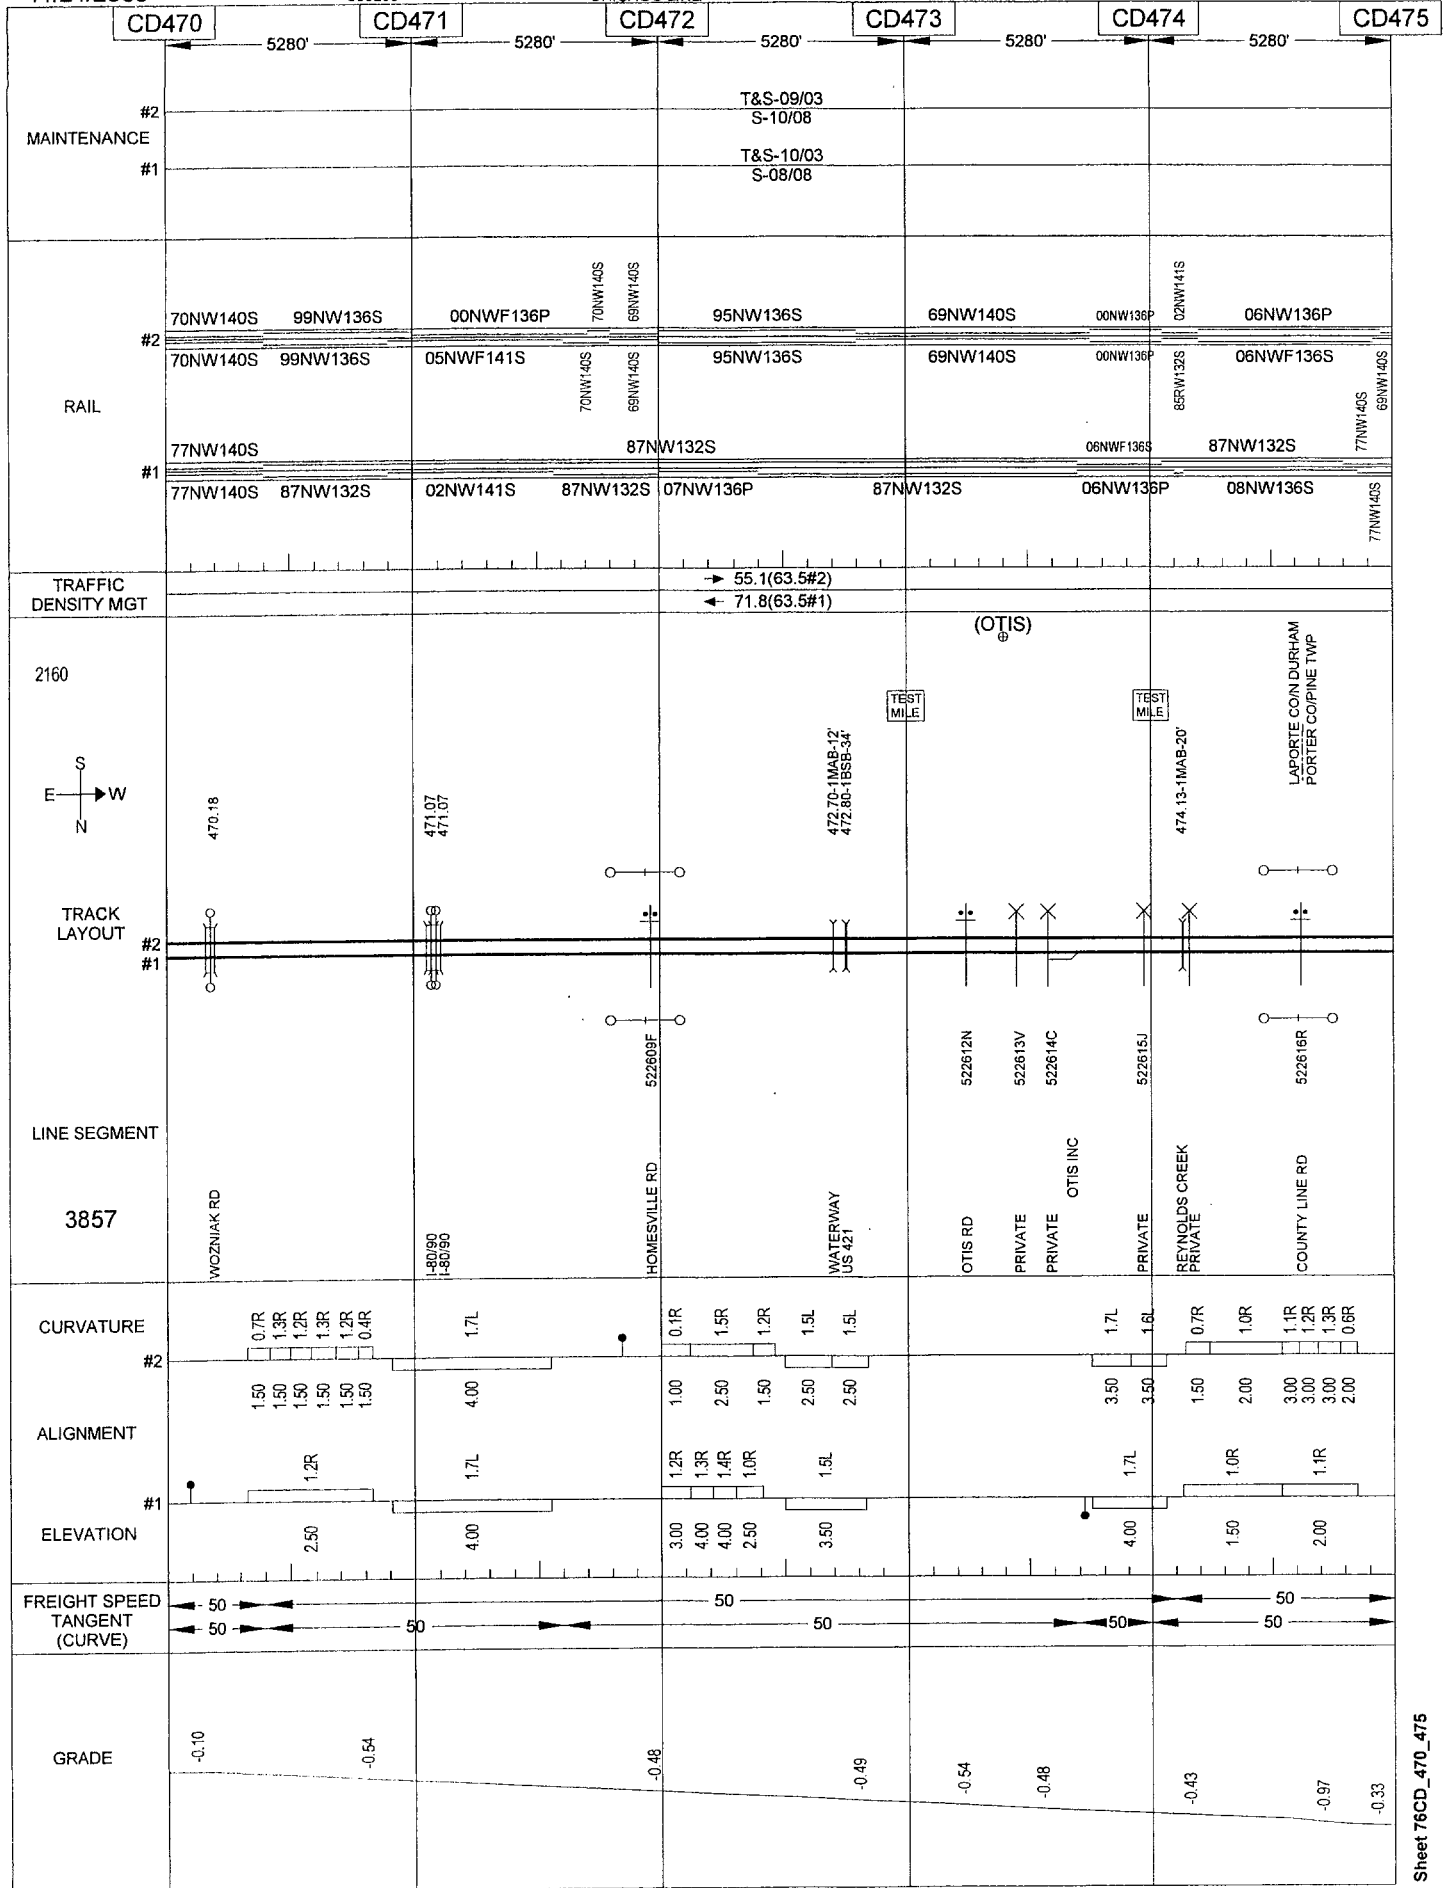 CD470 CD471 CD472 CD473 CD474 CD475
5280' 5280' 5280' 5280' 5280'
MAINTENANCE
#2
T&S-09/03
S-10/08
#1
T&S-10/03
S-08/08
RAIL
70NW140S 99NW136S 00NWF136P 70NW140S 69NW140S 95NW136S 69NW140S 00NW136P 02NW141S 06NW136P
#2
70NW140S 99NW136S 05NWF141S 70NW140S 69NW140S 95NW136S 69NW140S 00NW136P 85RW132S 06NWF136S 69NW140S
77NW140S 87NW132S 06NWF136S 87NW132S 77NW140S
#1
77NW140S 87NW132S 02NW141S 87NW132S 07NW136P 87NW132S 06NW136P 08NW136S 77NW140S
TRAFFIC
DENSITY MGT
55.1(63.5#2)
71.8(63.5#1)
(OTIS)
2160
TEST
MILE
TEST
MILE
LAPORTE CO/N DURHAM
PORTER CO/PINE TWP
S
E W
N
470.18
471.07
471.07
472.70-1MAB-12'
472.80-1BSB-34'
474.13-1MAB-20'
TRACK
LAYOUT
#2
#1
522609F
522612N
522613V
522614C
522615J
522616R
LINE SEGMENT
3857
WOZNIAK RD
I-80/90
I-80/90
HOMESVILLE RD
WATERWAY
US 421
OTIS RD
PRIVATE
PRIVATE
OTIS INC
PRIVATE
REYNOLDS CREEK
PRIVATE
COUNTY LINE RD
CURVATURE
0.7R 1.3R 1.2R 1.3R 1.2R 0.4R 1.7L 0.1R 1.5R 1.2R 1.5L 1.5L 1.7L 1.6L 0.7R 1.0R 1.1R 1.2R 1.3R 0.6R
#2
1.50 1.50 1.50 1.50 1.50 1.50 4.00 1.00 2.50 1.50 2.50 2.50 3.50 3.50 1.50 2.00 3.00 3.00 3.00 2.00
ALIGNMENT
1.2R 1.7L 1.2R 1.3R 1.4R 1.0R 1.5L 1.7L 1.0R 1.1R
#1
ELEVATION
2.50 4.00 3.00 4.00 4.00 2.50 3.50 4.00 1.50 2.00
FREIGHT SPEED
TANGENT
(CURVE)
50 50 50
50 50 50 50 50
GRADE
-0.10 -0.54 -0.48 -0.49 -0.54 -0.48 -0.43 -0.97 -0.33
Sheet 76CD_470_475